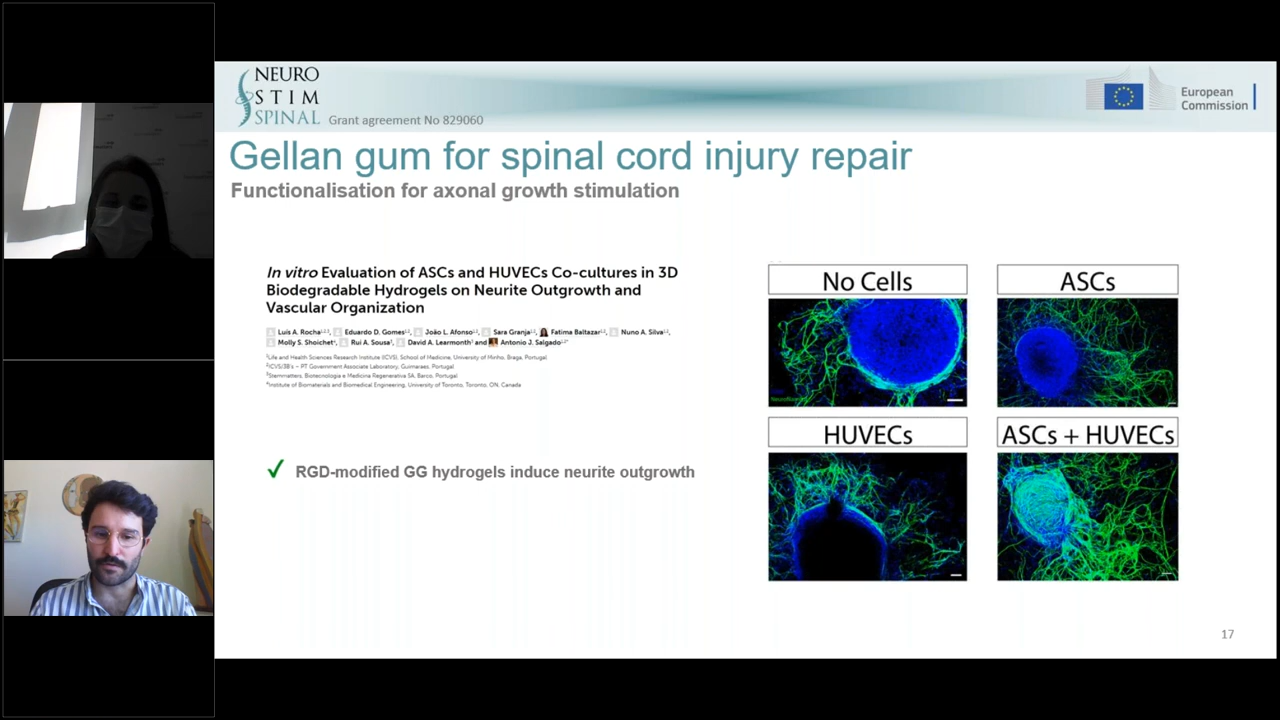 NEURO
STIM
SPINAL
Grant agreement No 829060
European
Commission
Gellan gum for spinal cord injury repair
Functionalisation for axonal growth stimulation
In vitro Evaluation of ASCs and HUVECs Co-cultures in 3D
Biodegradable Hydrogels on Neurite Outgrowth and
Vascular Organization
Luís A. Rocha, Eduardo D. Gomes, João L. Afonso, Sara Granja, Fatima Baltazar, Nuno A. Silva,
Molly S. Shoichet, Rui A. Sousa, David A. Learmonth and Antonio J. Salgado
Life and Health Sciences Research Institute (ICVS), School of Medicine, University of Minho, Braga, Portugal
ICVS/3B's – PT Government Associate Laboratory, Guimaraes, Portugal
Stemmatters, Biotecnologia e Medicina Regenerativa SA, Barco, Portugal
Institute of Biomaterials and Biomedical Engineering, University of Toronto, Toronto, ON, Canada
RGD-modified GG hydrogels induce neurite outgrowth
No Cells
ASCs
HUVECs
ASCs + HUVECs
17